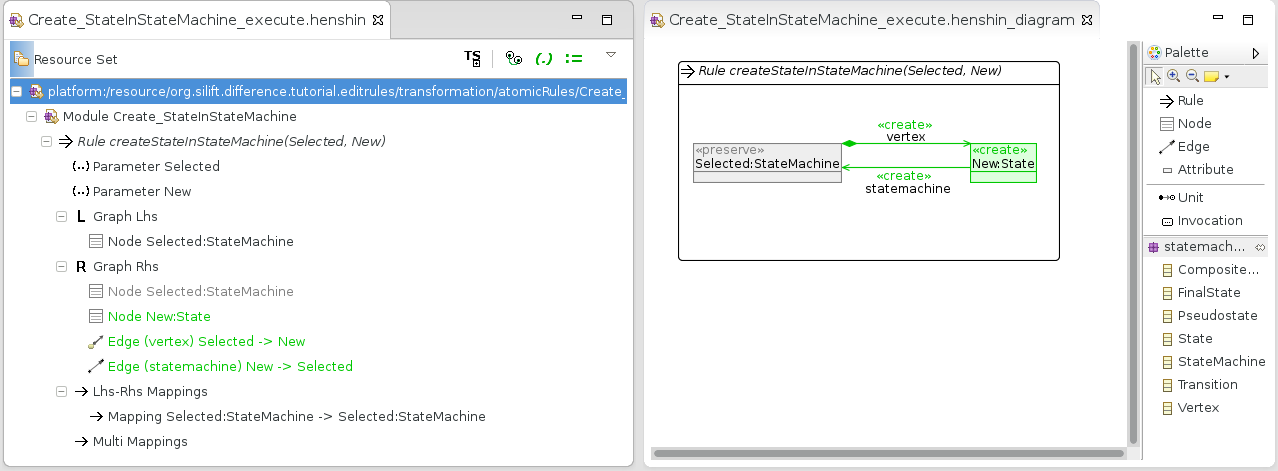 Create_StateInStateMachine_execute.henshin
Resource Set
platform:/resource/org.silift.difference.tutorial.editrules/transformation/atomicRules/Create_
Module Create_StateInStateMachine
Rule createStateInStateMachine(Selected, New)
Parameter Selected
Parameter New
L Graph Lhs
Node Selected:StateMachine
R Graph Rhs
Node Selected:StateMachine
Node New:State
Edge (vertex) Selected -> New
Edge (statemachine) New -> Selected
Lhs-Rhs Mappings
Mapping Selected:StateMachine -> Selected:StateMachine
Multi Mappings
Create_StateInStateMachine_execute.henshin_diagram
Rule createStateInStateMachine(Selected, New)
«preserve»
Selected:StateMachine
«create»
vertex
«create»
New:State
«create»
statemachine
Palette
Rule
Node
Edge
Attribute
Unit
Invocation
statemach...
Composite...
FinalState
Pseudostate
State
StateMachine
Transition
Vertex